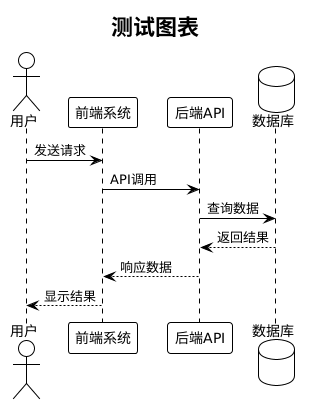 测试图表
用户
前端系统
后端API
数据库
发送请求
API调用
查询数据
返回结果
响应数据
显示结果
用户
前端系统
后端API
数据库